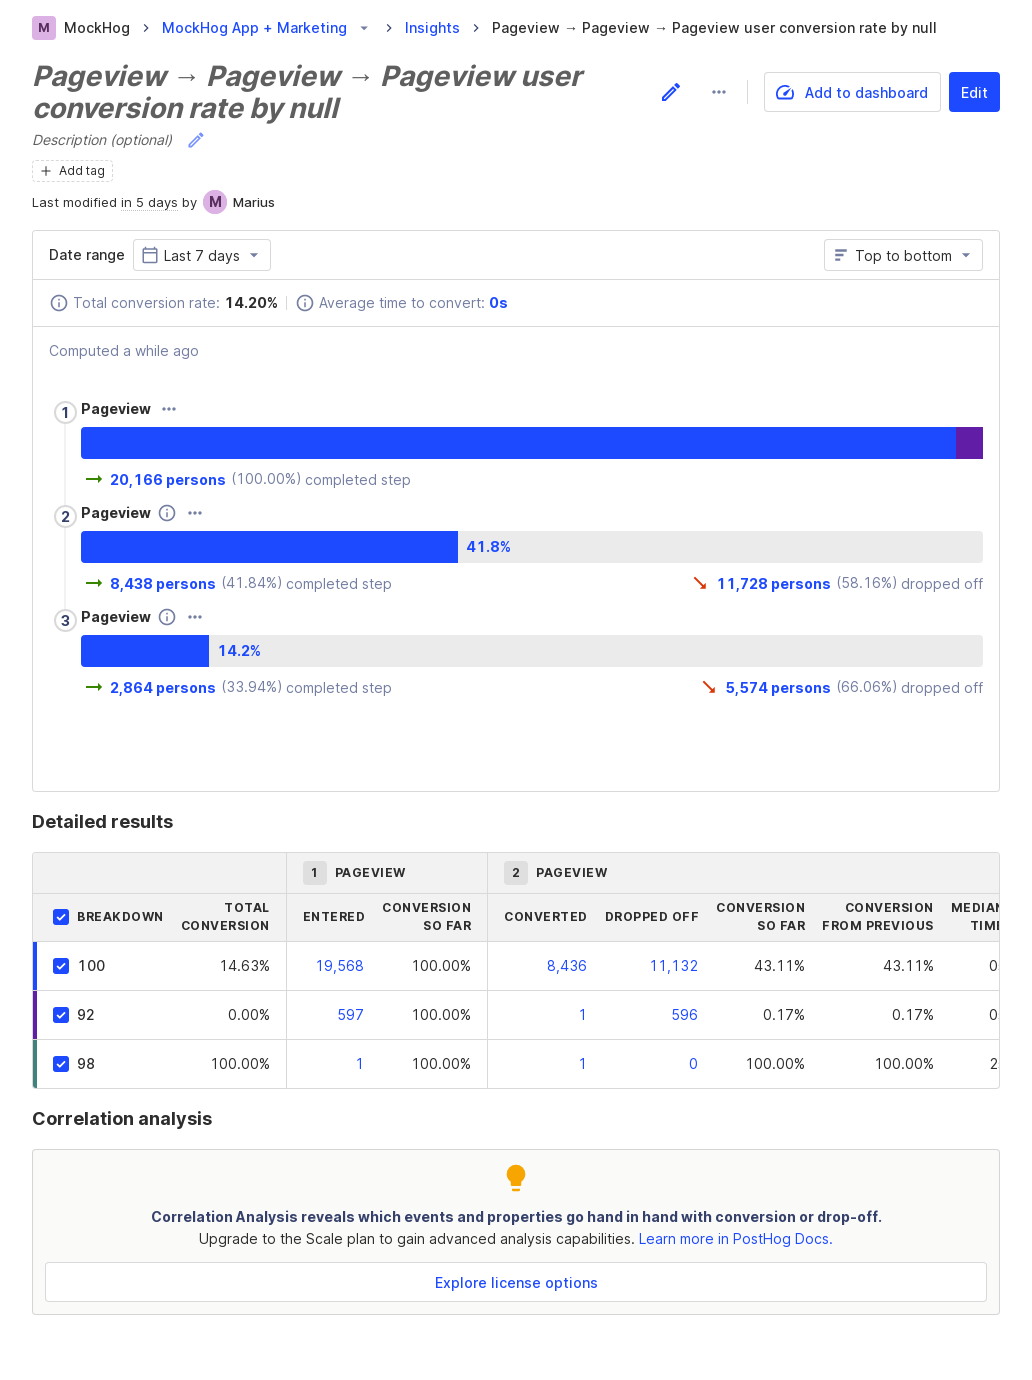 M MockHog > MockHog App + Marketing > Insights > Pageview → Pageview → Pageview user conversion rate by null
Pageview → Pageview → Pageview user
conversion rate by null
Add to dashboard
Edit
Description (optional)
+ Add tag
Last modified in 5 days by M Marius
Date range Last 7 days Top to bottom
Total conversion rate: 14.20% Average time to convert: 0s
Computed a while ago
1 Pageview
→ 20,166 persons (100.00%) completed step
2 Pageview
41.8%
→ 8,438 persons (41.84%) completed step ↘ 11,728 persons (58.16%) dropped off
3 Pageview
14.2%
→ 2,864 persons (33.94%) completed step ↘ 5,574 persons (66.06%) dropped off
Detailed results
1 PAGEVIEW 2 PAGEVIEW
BREAKDOWN TOTAL CONVERSION ENTERED CONVERSION SO FAR CONVERTED DROPPED OFF CONVERSION SO FAR CONVERSION FROM PREVIOUS MEDIAN
100 14.63% 19,568 100.00% 8,436 11,132 43.11% 43.11%
92 0.00% 597 100.00% 1 596 0.17% 0.17%
98 100.00% 1 100.00% 1 0 100.00% 100.00%
Correlation analysis
Correlation Analysis reveals which events and properties go hand in hand with conversion or drop-off.
Upgrade to the Scale plan to gain advanced analysis capabilities. Learn more in PostHog Docs.
Explore license options